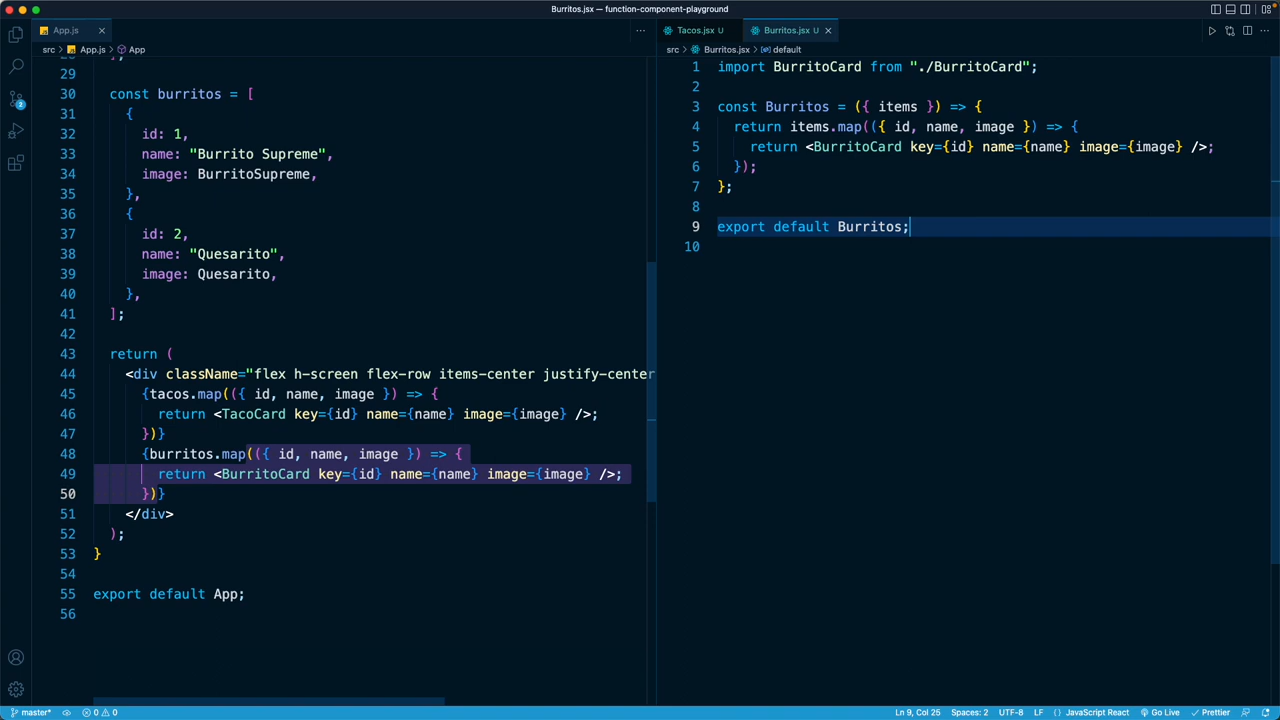 Burritos.jsx — function-component-playground
App.js
src > App.js > App
29
30 const burritos = [
31 {
32 id: 1,
33 name: "Burrito Supreme",
34 image: BurritoSupreme,
35 },
36 {
37 id: 2,
38 name: "Quesarito",
39 image: Quesarito,
40 },
41 ];
42
43 return (
44 <div className="flex h-screen flex-row items-center justify-center
45 {tacos.map(({ id, name, image }) => {
46 return <TacoCard key={id} name={name} image={image} />;
47 })}
48 {burritos.map(({ id, name, image }) => {
49 return <BurritoCard key={id} name={name} image={image} />;
50 })}
51 </div>
52 );
53 }
54
55 export default App;
56
Tacos.jsx U
Burritos.jsx U
src > Burritos.jsx > default
1 import BurritoCard from "./BurritoCard";
2
3 const Burritos = ({ items }) => {
4 return items.map(({ id, name, image }) => {
5 return <BurritoCard key={id} name={name} image={image} />;
6 });
7 };
8
9 export default Burritos;
10
2
master*
0 0
Ln 9, Col 25
Spaces: 2
UTF-8
LF
{ } JavaScript React
Go Live
Prettier